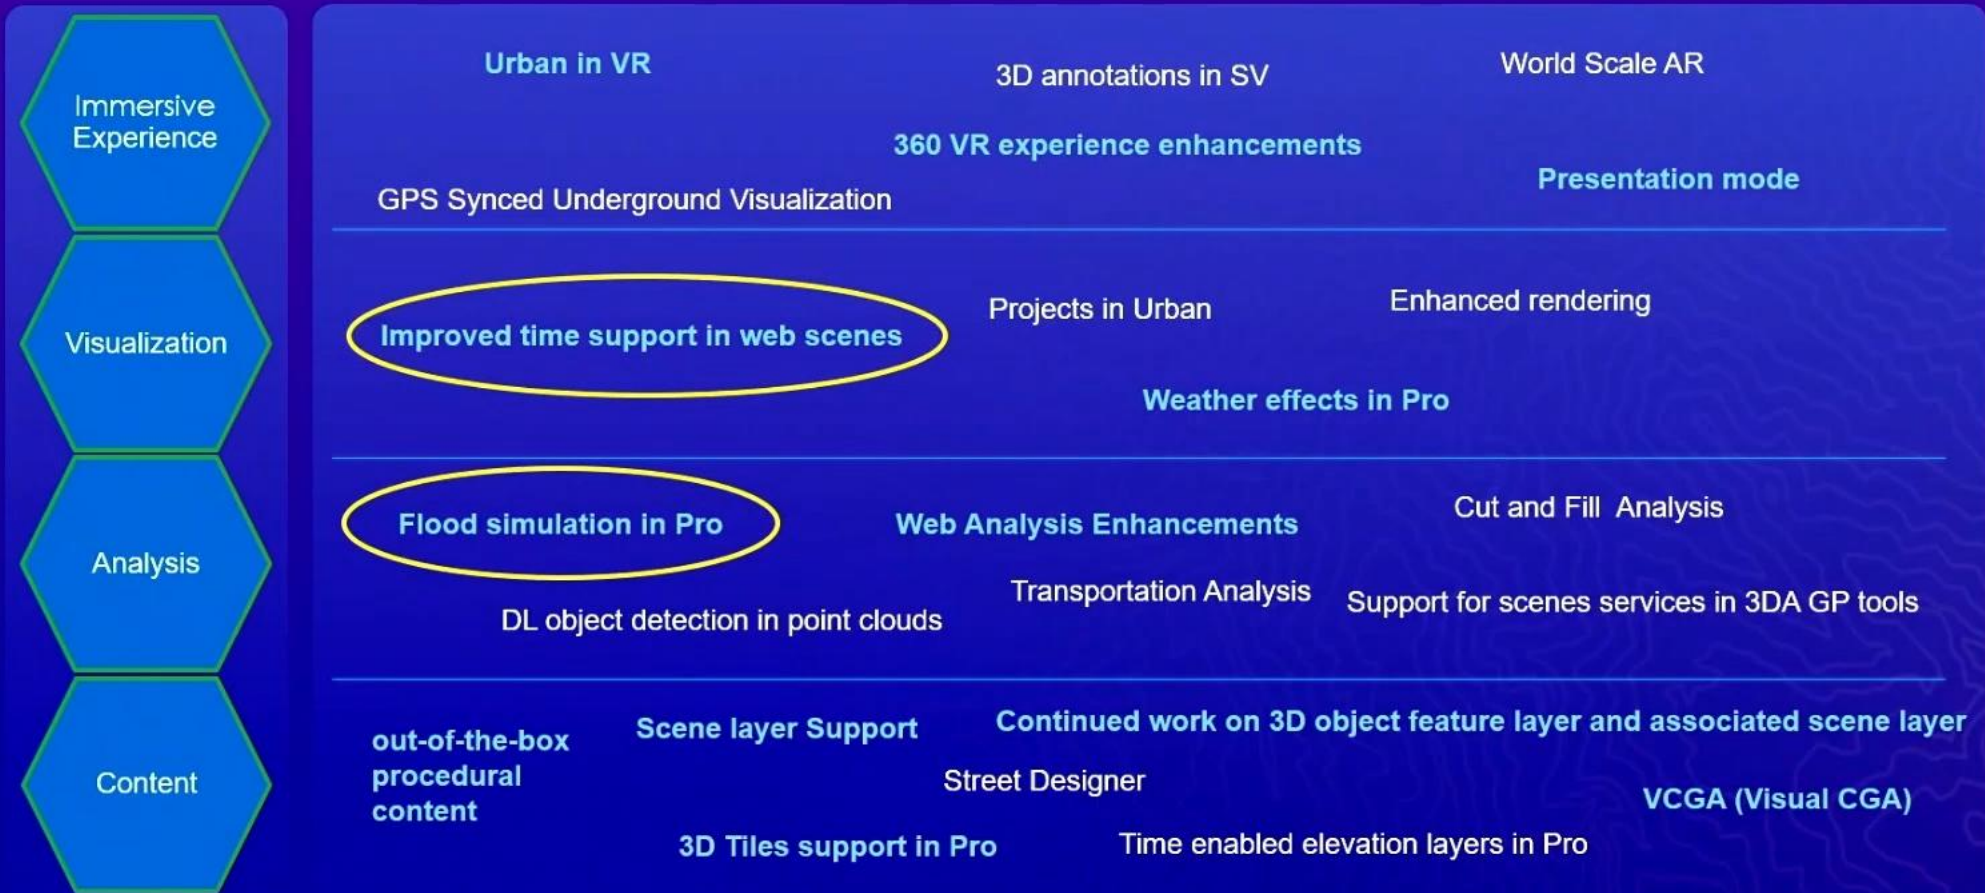 Immersive
Experience
Urban in VR
3D annotations in SV
World Scale AR
360 VR experience enhancements
Presentation mode
GPS Synced Underground Visualization
Visualization
Improved time support in web scenes
Projects in Urban
Enhanced rendering
Weather effects in Pro
Analysis
Flood simulation in Pro
Web Analysis Enhancements
Cut and Fill Analysis
DL object detection in point clouds
Transportation Analysis
Support for scenes services in 3DA GP tools
Content
out-of-the-box
procedural
content
Scene layer Support
Continued work on 3D object feature layer and associated scene layer
Street Designer
VCGA (Visual CGA)
3D Tiles support in Pro
Time enabled elevation layers in Pro